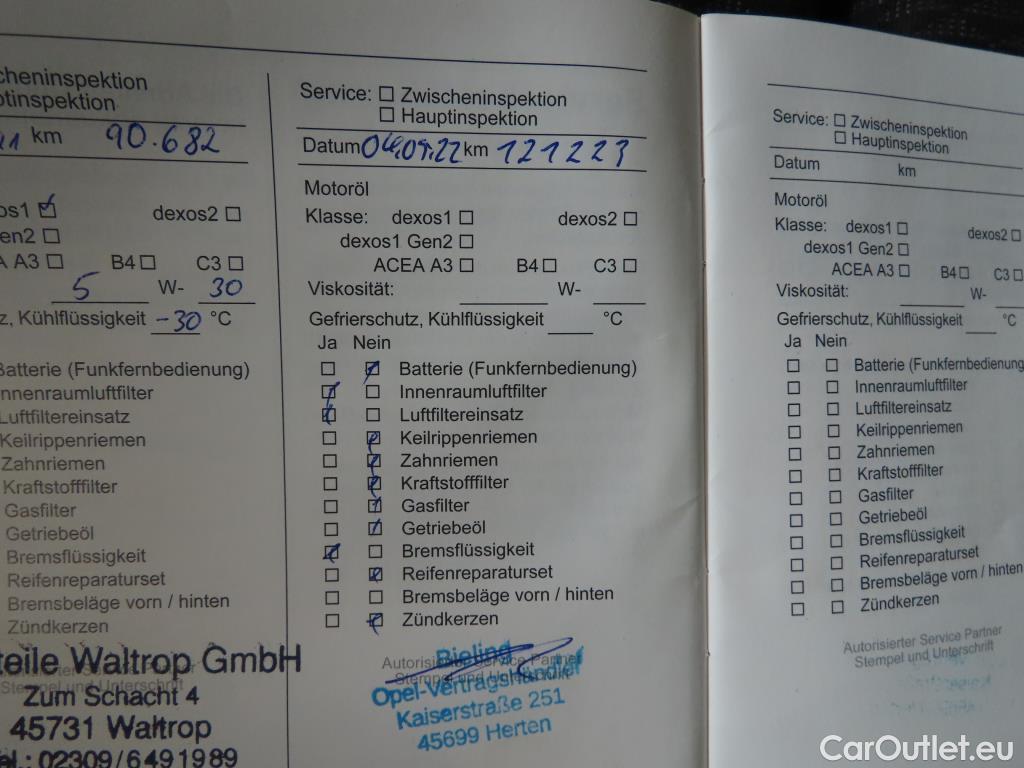 scheninspektion
ptinspektion
km 90.682
dexos2
5 W- 30
Kühlflüssigkeit -30 °C
A3 B4 C3
Batterie (Funkfernbedienung)
Innenraumluftfilter
Luftfiltereinsatz
Keilrippenriemen
Zahnriemen
Kraftstofffilter
Gasfilter
Getriebeöl
Bremsflüssigkeit
Reifenreparaturset
Bremsbeläge vorn / hinten
Zündkerzen
teile Waltrop GmbH
Stempel und Unterschrift
Zum Schacht 4
45731 Waltrop
el.: 02309/6491989
Service: Zwischeninspektion
Hauptinspektion
Datum km 121223
Motoröl
Klasse: dexos1 dexos2
dexos1 Gen2
ACEA A3 B4 C3
Viskosität: W-
Gefrierschutz, Kühlflüssigkeit °C
Ja Nein
Batterie (Funkfernbedienung)
Innenraumluftfilter
Luftfiltereinsatz
Keilrippenriemen
Zahnriemen
Kraftstofffilter
Gasfilter
Getriebeöl
Bremsflüssigkeit
Reifenreparaturset
Bremsbeläge vorn / hinten
Zündkerzen
Bieling
Autorisierter Service Partner
Stempel und Unterschrift
Opel-Vertragshändler
Kaiserstraße 251
45699 Herten
Service: Zwischeninspektion
Hauptinspektion
Datum km
Motoröl
Klasse: dexos1 dexos2
dexos1 Gen2
ACEA A3 B4 C3
Viskosität: W-
Gefrierschutz, Kühlflüssigkeit °C
Ja Nein
Batterie (Funkfernbedienung
Innenraumluftfilter
Luftfiltereinsatz
Keilrippenriemen
Zahnriemen
Kraftstofffilter
Gasfilter
Getriebeöl
Bremsflüssigkeit
Reifenreparaturset
Bremsbeläge vorn / hinten
Zündkerzen
Autorisierter Service Partner
Stempel und Unterschrift
CarOutlet.eu